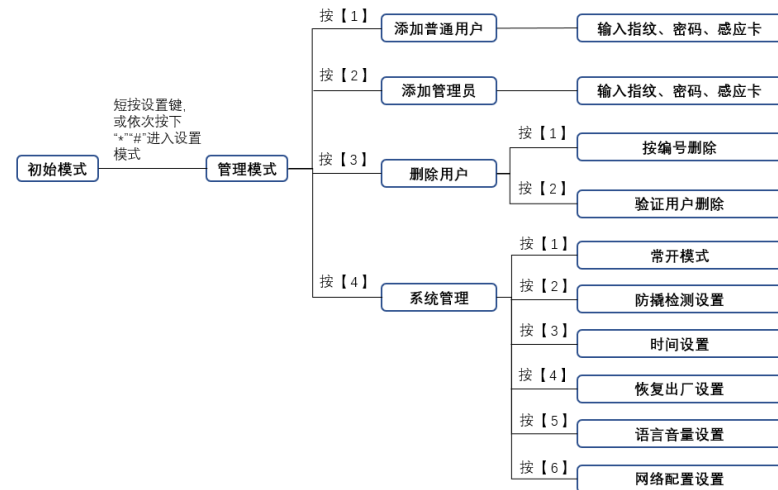 按【1】
添加普通用户
输入指纹、密码、感应卡
按【2】
添加管理员
输入指纹、密码、感应卡
短按设置键,
或依次按下
“*”“#”进入设置
模式
初始模式
管理模式
按【3】
删除用户
按【1】
按编号删除
按【2】
验证用户删除
按【4】
系统管理
按【1】
常开模式
按【2】
防撬检测设置
按【3】
时间设置
按【4】
恢复出厂设置
按【5】
语言音量设置
按【6】
网络配置设置